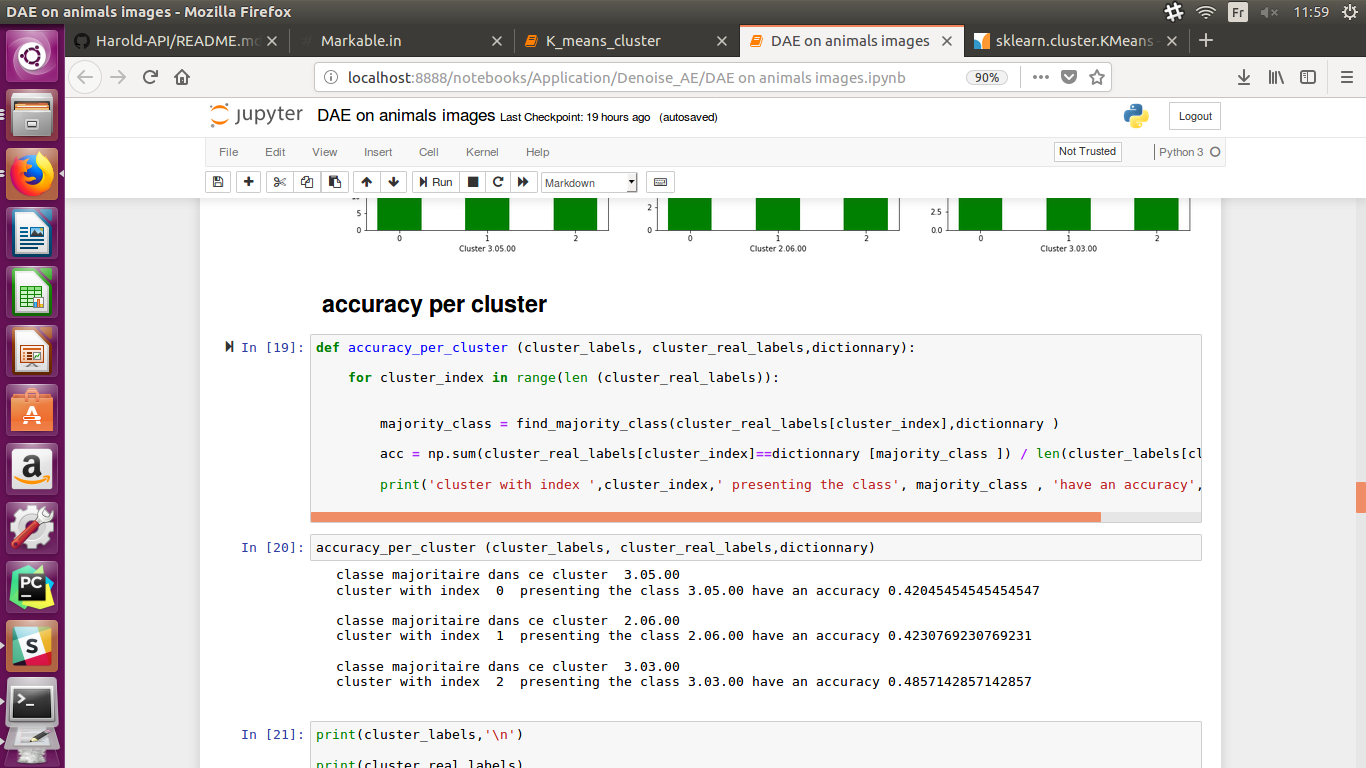 DAE on animals images - Mozilla Firefox
Fr
11:59
Harold-API/README.md
Markable.in
K_means_cluster
DAE on animals images
sklearn.cluster.KMeans -
localhost:8888/notebooks/Application/Denoise_AE/DAE on animals images.ipynb
90%
jupyter DAE on animals images Last Checkpoint: 19 hours ago (autosaved)
Logout
File Edit View Insert Cell Kernel Help
Not Trusted
Python 3
Run
Markdown
5
2
2.5
0
0
0.0
0 1 2
0 1 2
0 1 2
Cluster 3.05.00
Cluster 2.06.00
Cluster 3.03.00
accuracy per cluster
In [19]:
def accuracy_per_cluster (cluster_labels, cluster_real_labels,dictionnary):
for cluster_index in range(len (cluster_real_labels)):
majority_class = find_majority_class(cluster_real_labels[cluster_index],dictionnary )
acc = np.sum(cluster_real_labels[cluster_index]==dictionnary [majority_class ]) / len(cluster_labels[cl
print('cluster with index ',cluster_index,' presenting the class', majority_class , 'have an accuracy',
In [20]:
accuracy_per_cluster (cluster_labels, cluster_real_labels,dictionnary)
classe majoritaire dans ce cluster  3.05.00
cluster with index  0  presenting the class 3.05.00 have an accuracy 0.42045454545454547
classe majoritaire dans ce cluster  2.06.00
cluster with index  1  presenting the class 2.06.00 have an accuracy 0.4230769230769231
classe majoritaire dans ce cluster  3.03.00
cluster with index  2  presenting the class 3.03.00 have an accuracy 0.4857142857142857
In [21]:
print(cluster_labels,'\n')
print(cluster_real_labels)